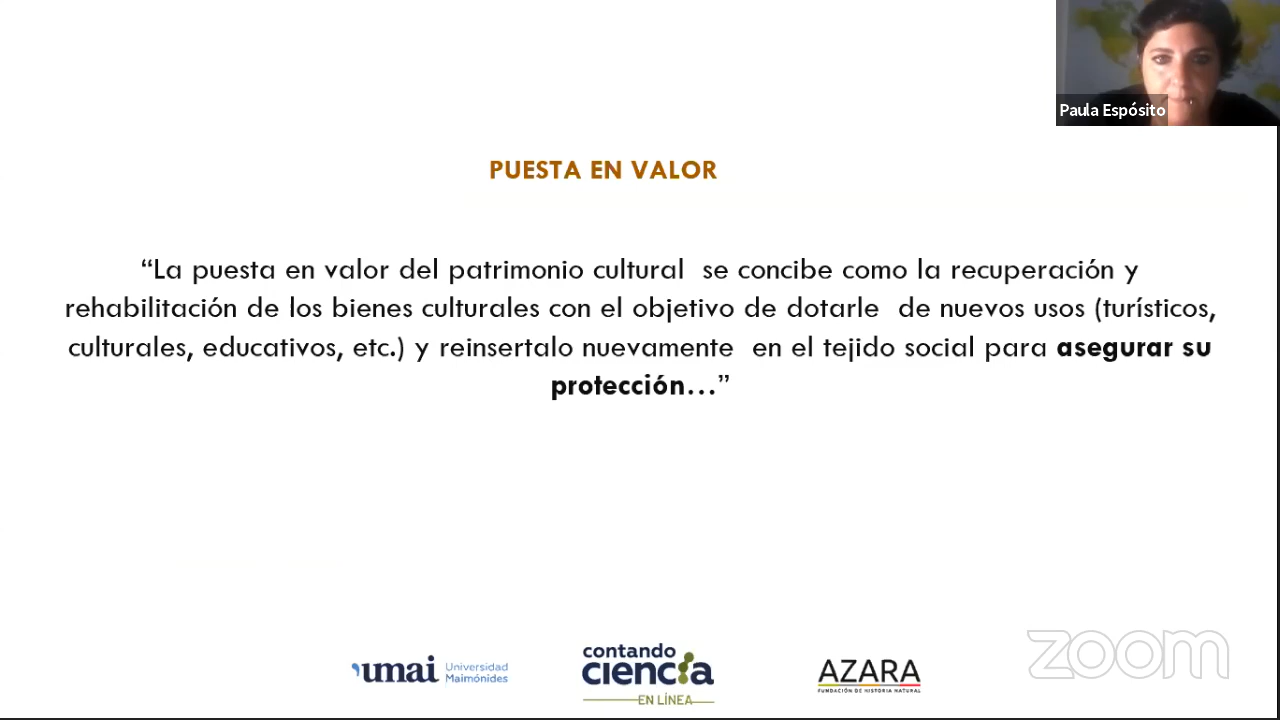 Paula Espósito
PUESTA EN VALOR
“La puesta en valor del patrimonio cultural se concibe como la recuperación y
rehabilitación de los bienes culturales con el objetivo de dotarle de nuevos usos (turísticos,
culturales, educativos, etc.) y reinsertalo nuevamente en el tejido social para asegurar su
protección…”
umai Universidad
Maimónides
contando
ciencia
EN LÍNEA
AZARA
FUNDACIÓN DE HISTORIA NATURAL
zoom